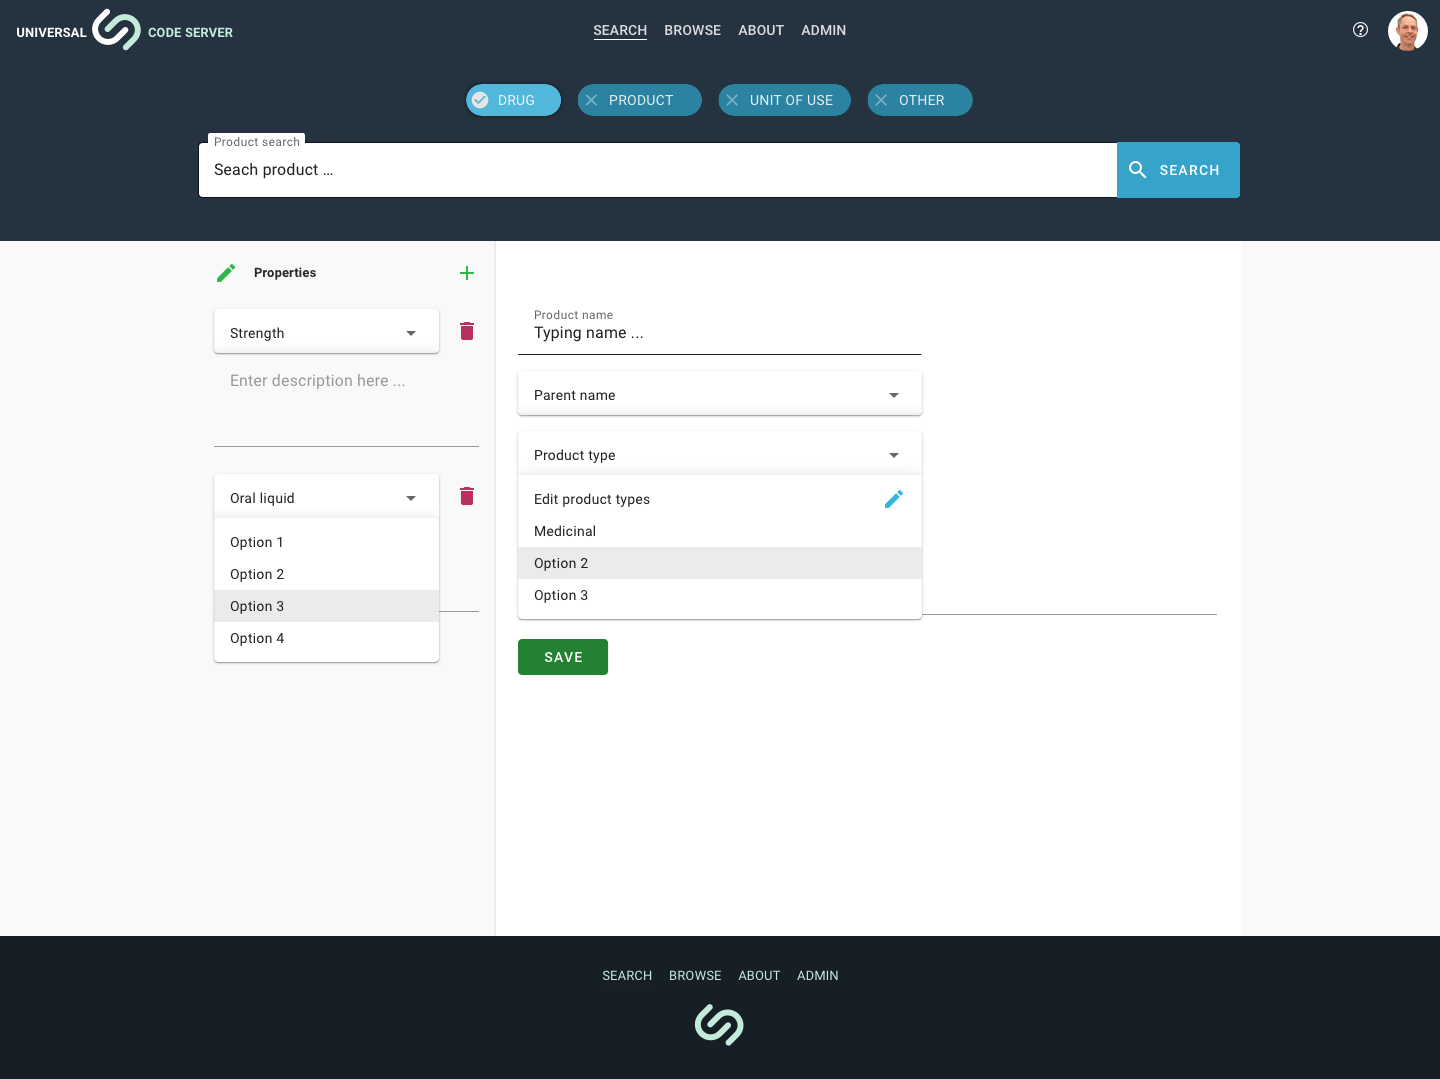 UNIVERSAL CODE SERVER
SEARCH BROWSE ABOUT ADMIN
DRUG PRODUCT UNIT OF USE OTHER
Product search
Seach product ...
SEARCH
Properties
Strength
Enter description here ...
Oral liquid
Option 1
Option 2
Option 3
Option 4
Product name
Typing name ...
Parent name
Product type
Edit product types
Medicinal
Option 2
Option 3
SAVE
SEARCH BROWSE ABOUT ADMIN